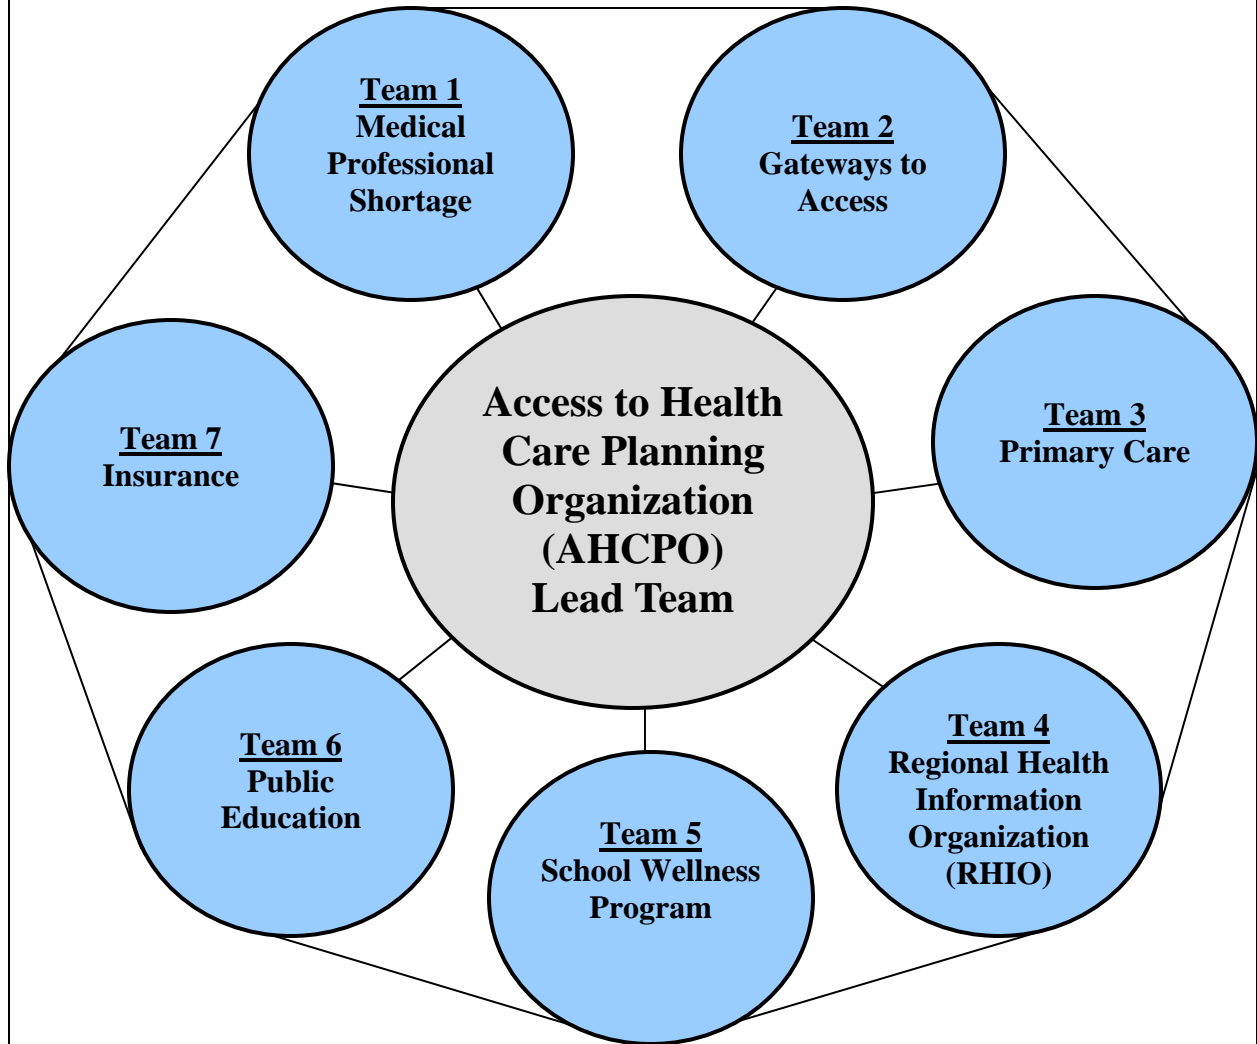 Team 1
Medical
Professional
Shortage
Team 2
Gateways to
Access
Team 3
Primary Care
Team 4
Regional Health
Information
Organization
(RHIO)
Team 5
School Wellness
Program
Team 6
Public
Education
Team 7
Insurance
Access to Health
Care Planning
Organization
(AHCPO)
Lead Team